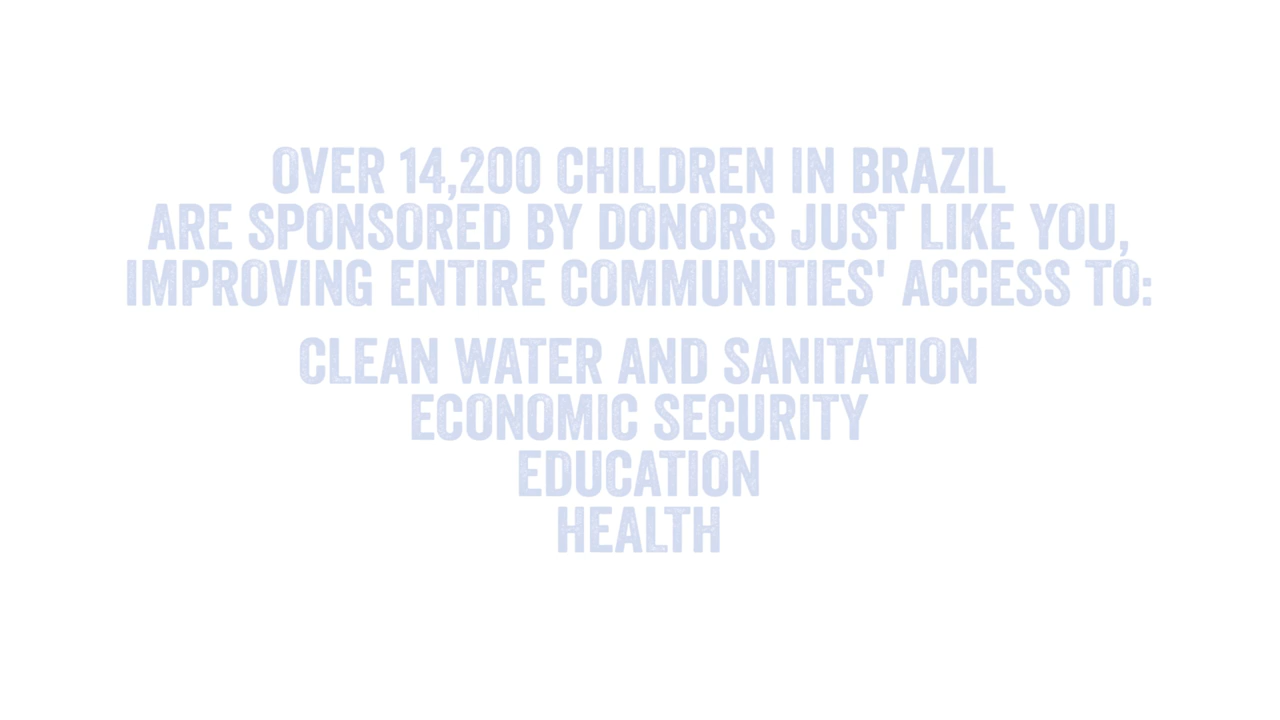 OVER 14,200 CHILDREN IN BRAZIL
ARE SPONSORED BY DONORS JUST LIKE YOU,
IMPROVING ENTIRE COMMUNITIES' ACCESS TO:
CLEAN WATER AND SANITATION
ECONOMIC SECURITY
EDUCATION
HEALTH